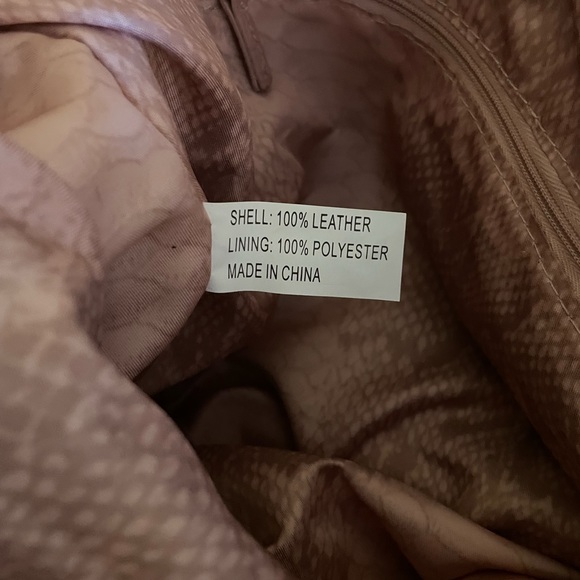 SHELL: 100% LEATHER
LINING: 100% POLYESTER
MADE IN CHINA